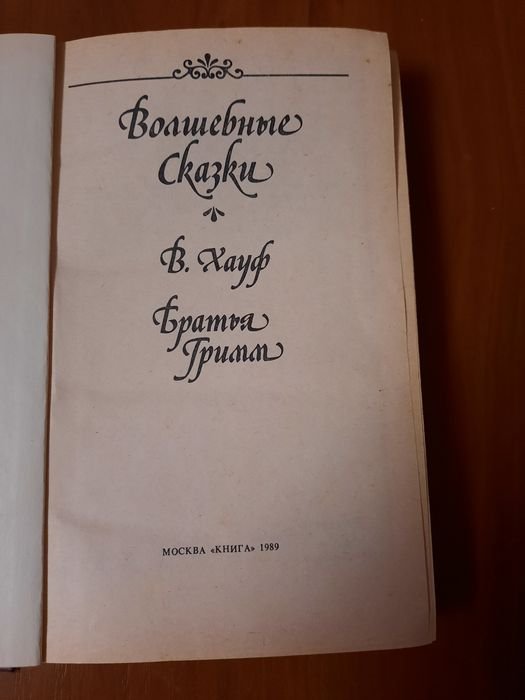 Волшебные
Сказки
В. Хауф
Братья
Гримм
МОСКВА «КНИГА» 1989